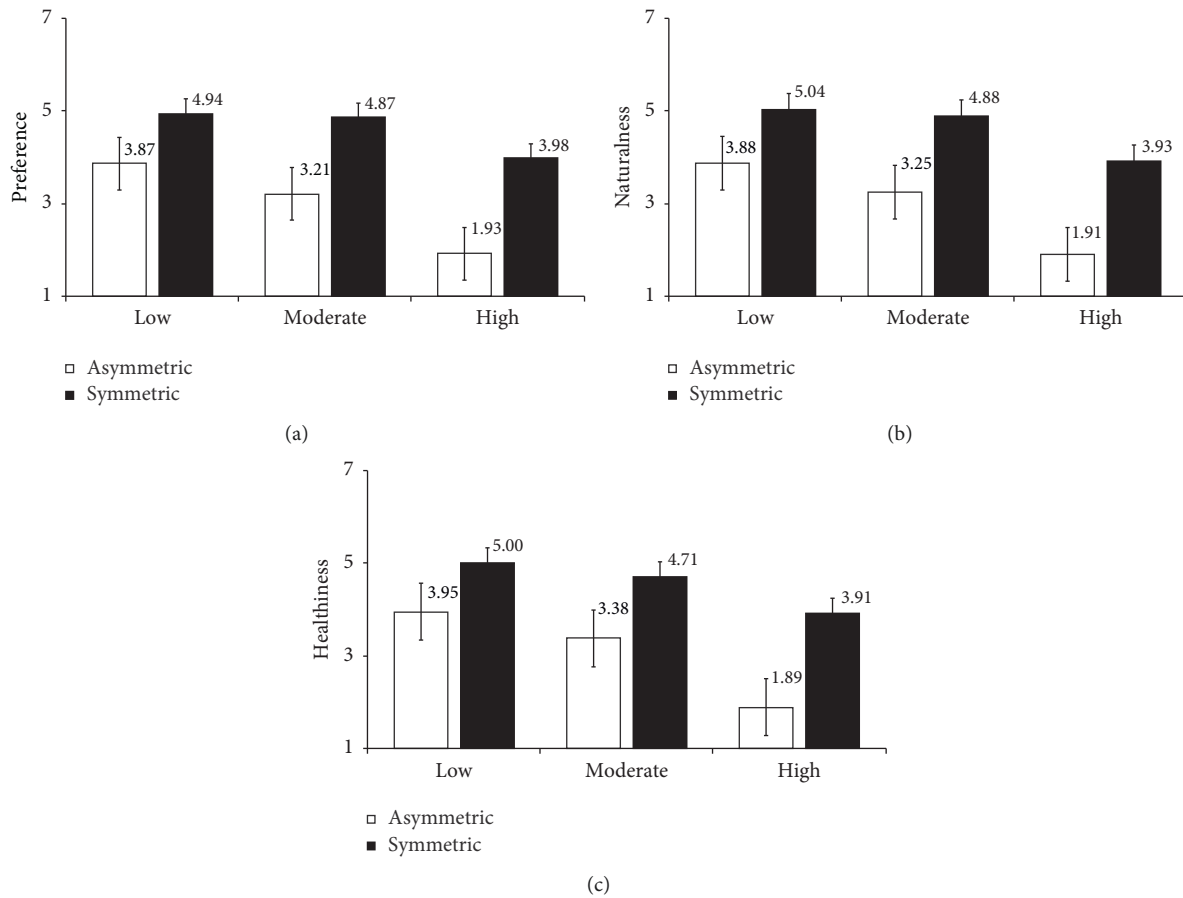 7
5
3
1
Preference
3.87
4.94
3.21
4.87
1.93
3.98
Low Moderate High
Asymmetric
Symmetric
(a)
7
5
3
1
Naturalness
3.88
5.04
3.25
4.88
1.91
3.93
Low Moderate High
Asymmetric
Symmetric
(b)
7
5
3
1
Healthiness
3.95
5.00
3.38
4.71
1.89
3.91
Low Moderate High
Asymmetric
Symmetric
(c)